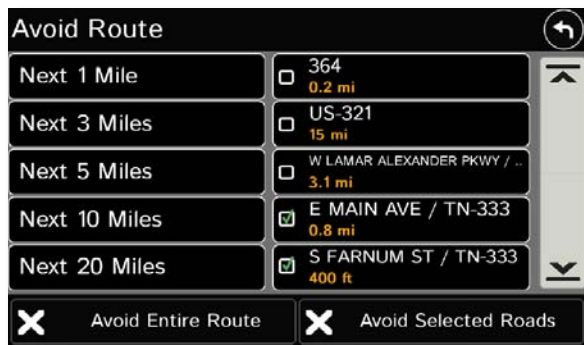 Avoid Route
Next 1 Mile
364
0.2 mi
Next 3 Miles
US-321
15 mi
Next 5 Miles
W LAMAR ALEXANDER PKWY / ..
3.1 mi
Next 10 Miles
E MAIN AVE / TN-333
0.8 mi
Next 20 Miles
S FARNUM ST / TN-333
400 ft
Avoid Entire Route
Avoid Selected Roads